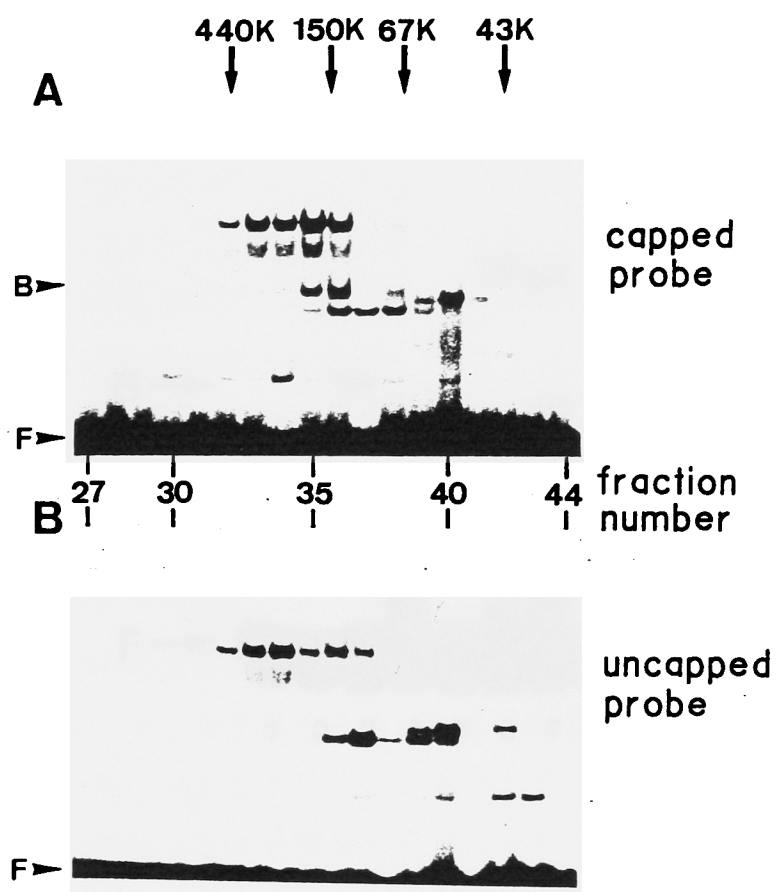 440K 150K 67K 43K
A
capped
probe
B
F
27 30 35 40 44
fraction
number
B
uncapped
probe
F